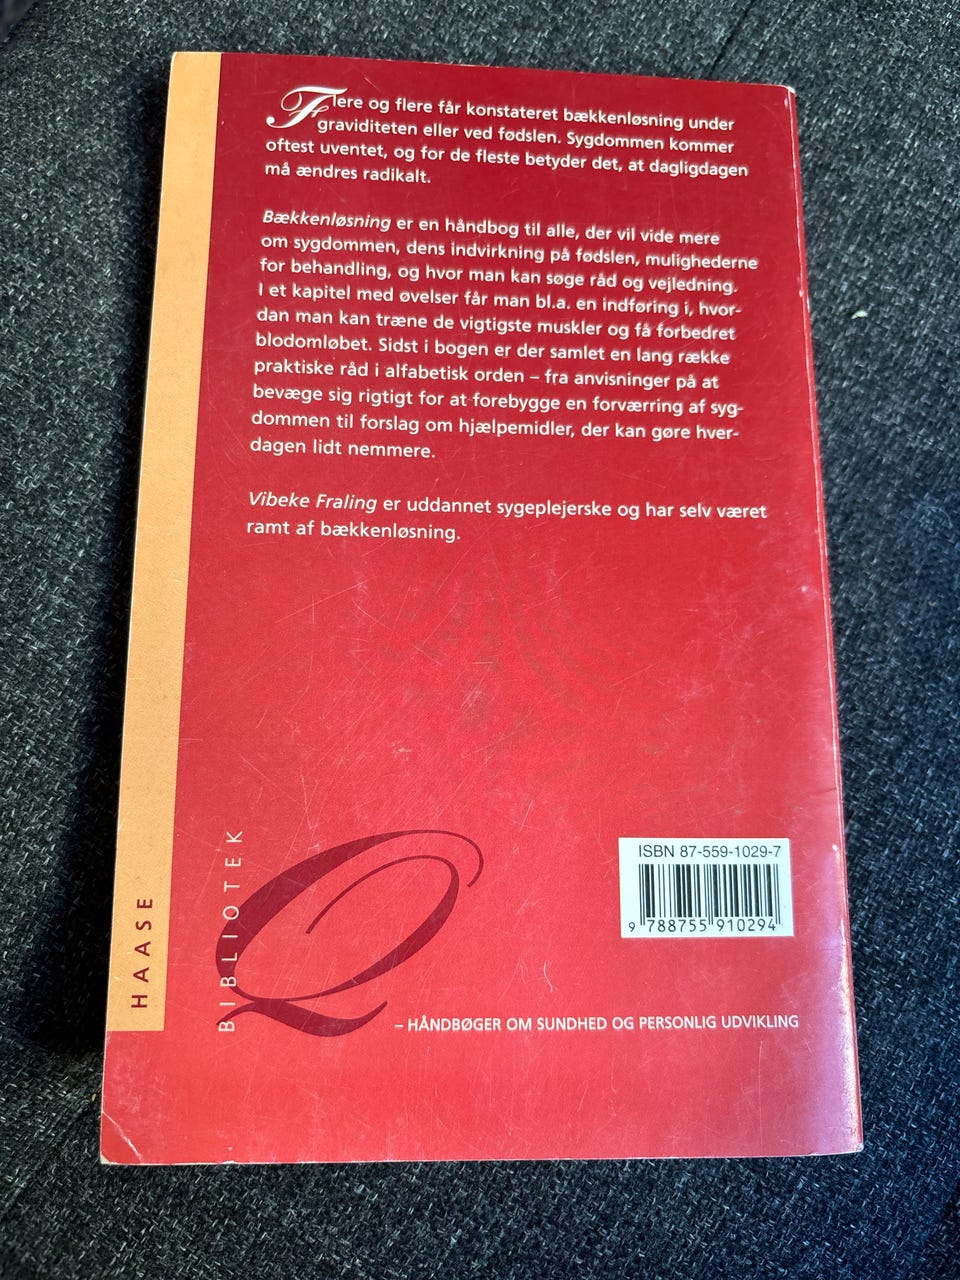 Flere og flere får konstateret bækkenløsning under
graviditeten eller ved fødslen. Sygdommen kommer
oftest uventet, og for de fleste betyder det, at dagligdagen
må ændres radikalt.
Bækkenløsning er en håndbog til alle, der vil vide mere
om sygdommen, dens indvirkning på fødslen, mulighederne
for behandling, og hvor man kan søge råd og vejledning.
I et kapitel med øvelser får man bl.a. en indføring i, hvor-
dan man kan træne de vigtigste muskler og få forbedret
blodomløbet. Sidst i bogen er der samlet en lang række
praktiske råd i alfabetisk orden – fra anvisninger på at
bevæge sig rigtigt for at forebygge en forværring af syg-
dommen til forslag om hjælpemidler, der kan gøre hver-
dagen lidt nemmere.
Vibeke Fraling er uddannet sygeplejerske og har selv været
ramt af bækkenløsning.
HAASE
BIBLIOTEK
Q
– HÅNDBØGER OM SUNDHED OG PERSONLIG UDVIKLING
ISBN 87-559-1029-7
9 788755 910294